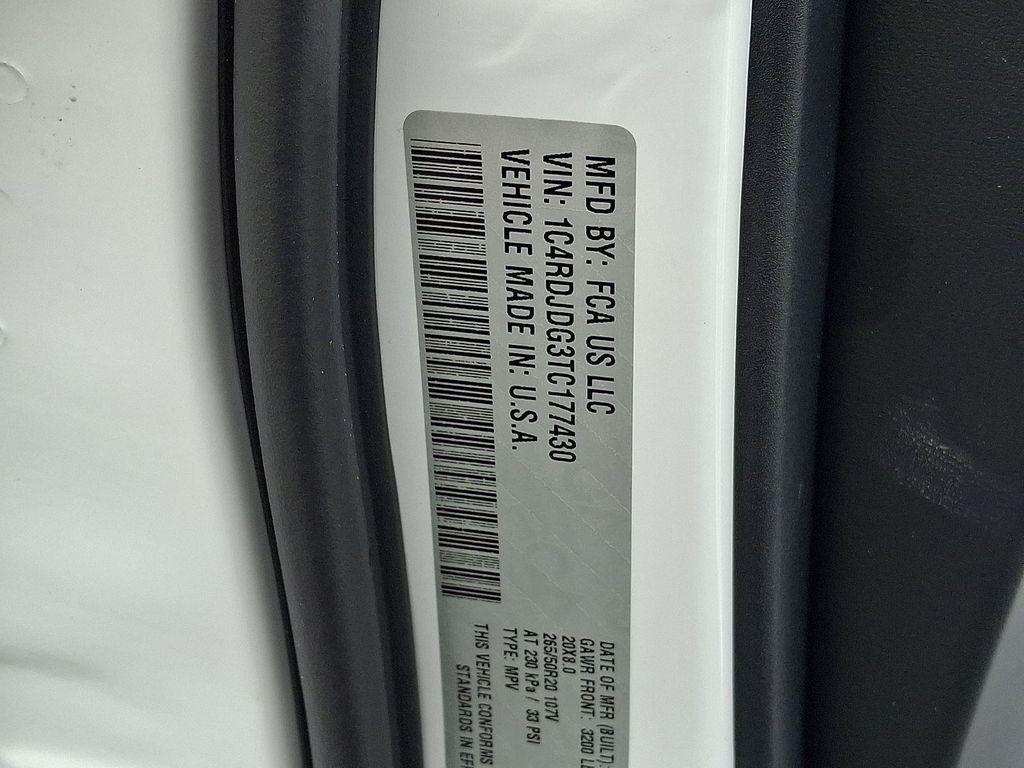 MFD BY: FCA US LLC
VIN: 1C4RDJDG3TC177430
VEHICLE MADE IN: U.S.A.
DATE OF MFR (BUILT):
GAWR FRONT: 3200
20X8.0
265/50R20 107V
AT 230 kPa / 33 PSI
TYPE: MPV
THIS VEHICLE CONFORMS
STANDARDS IN